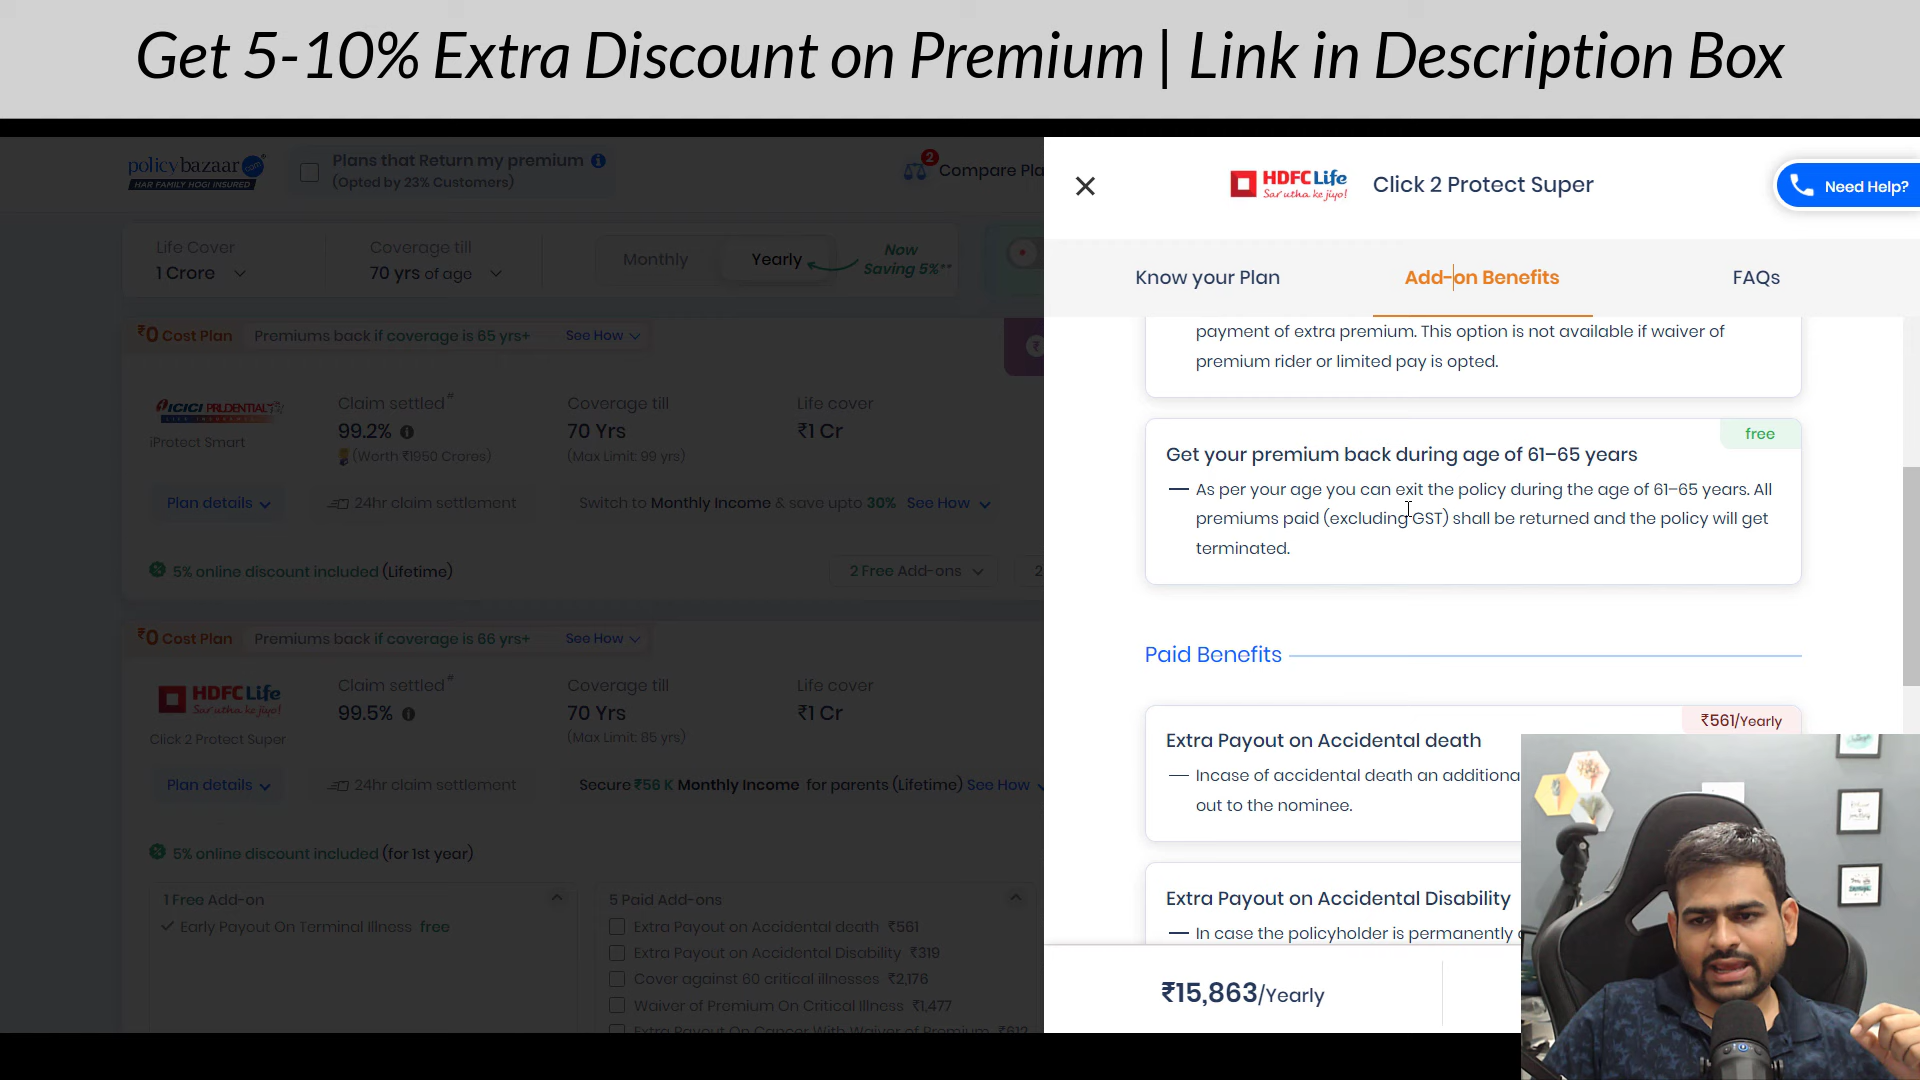 Get 5-10% Extra Discount on Premium | Link in Description Box
policybazaar.com
HAR FAMILY HOGI INSURED
Plans that Return my premium
(Opted by 23% Customers)
2
Compare Pla
Life Cover
1 Crore
Coverage till
70 yrs of age
Monthly
Yearly
Now
Saving 5%**
₹0 Cost Plan
Premiums back if coverage is 65 yrs+
See How
ICICI PRUDENTIAL
LIFE INSURANCE
iProtect Smart
Claim settled#
99.2%
(Worth ₹1950 Crores)
Coverage till
70 Yrs
(Max Limit: 99 yrs)
Life cover
₹1 Cr
Plan details
24hr claim settlement
Switch to Monthly Income & save upto 30% See How
5% online discount included (Lifetime)
2 Free Add-ons
2
₹0 Cost Plan
Premiums back if coverage is 66 yrs+
See How
HDFC Life
Sar utha ke jiyo!
Click 2 Protect Super
Claim settled#
99.5%
Coverage till
70 Yrs
(Max Limit: 85 yrs)
Life cover
₹1 Cr
Plan details
24hr claim settlement
Secure ₹56 K Monthly Income for parents (Lifetime) See How
5% online discount included (for 1st year)
1 Free Add-on
Early Payout On Terminal Illness free
5 Paid Add-ons
Extra Payout on Accidental death ₹561
Extra Payout on Accidental Disability ₹319
Cover against 60 critical illnesses ₹2,176
Waiver of Premium On Critical Illness ₹1,477
Extra Payout On Cancer With Waiver of Premium ₹612
HDFC Life
Sar utha ke jiyo!
Click 2 Protect Super
Need Help?
Know your Plan
Add-on Benefits
FAQs
payment of extra premium. This option is not available if waiver of
premium rider or limited pay is opted.
free
Get your premium back during age of 61–65 years
— As per your age you can exit the policy during the age of 61–65 years. All
premiums paid (excluding GST) shall be returned and the policy will get
terminated.
Paid Benefits
₹561/Yearly
Extra Payout on Accidental death
— Incase of accidental death an additiona
out to the nominee.
Extra Payout on Accidental Disability
— In case the policyholder is permanently
₹15,863/Yearly